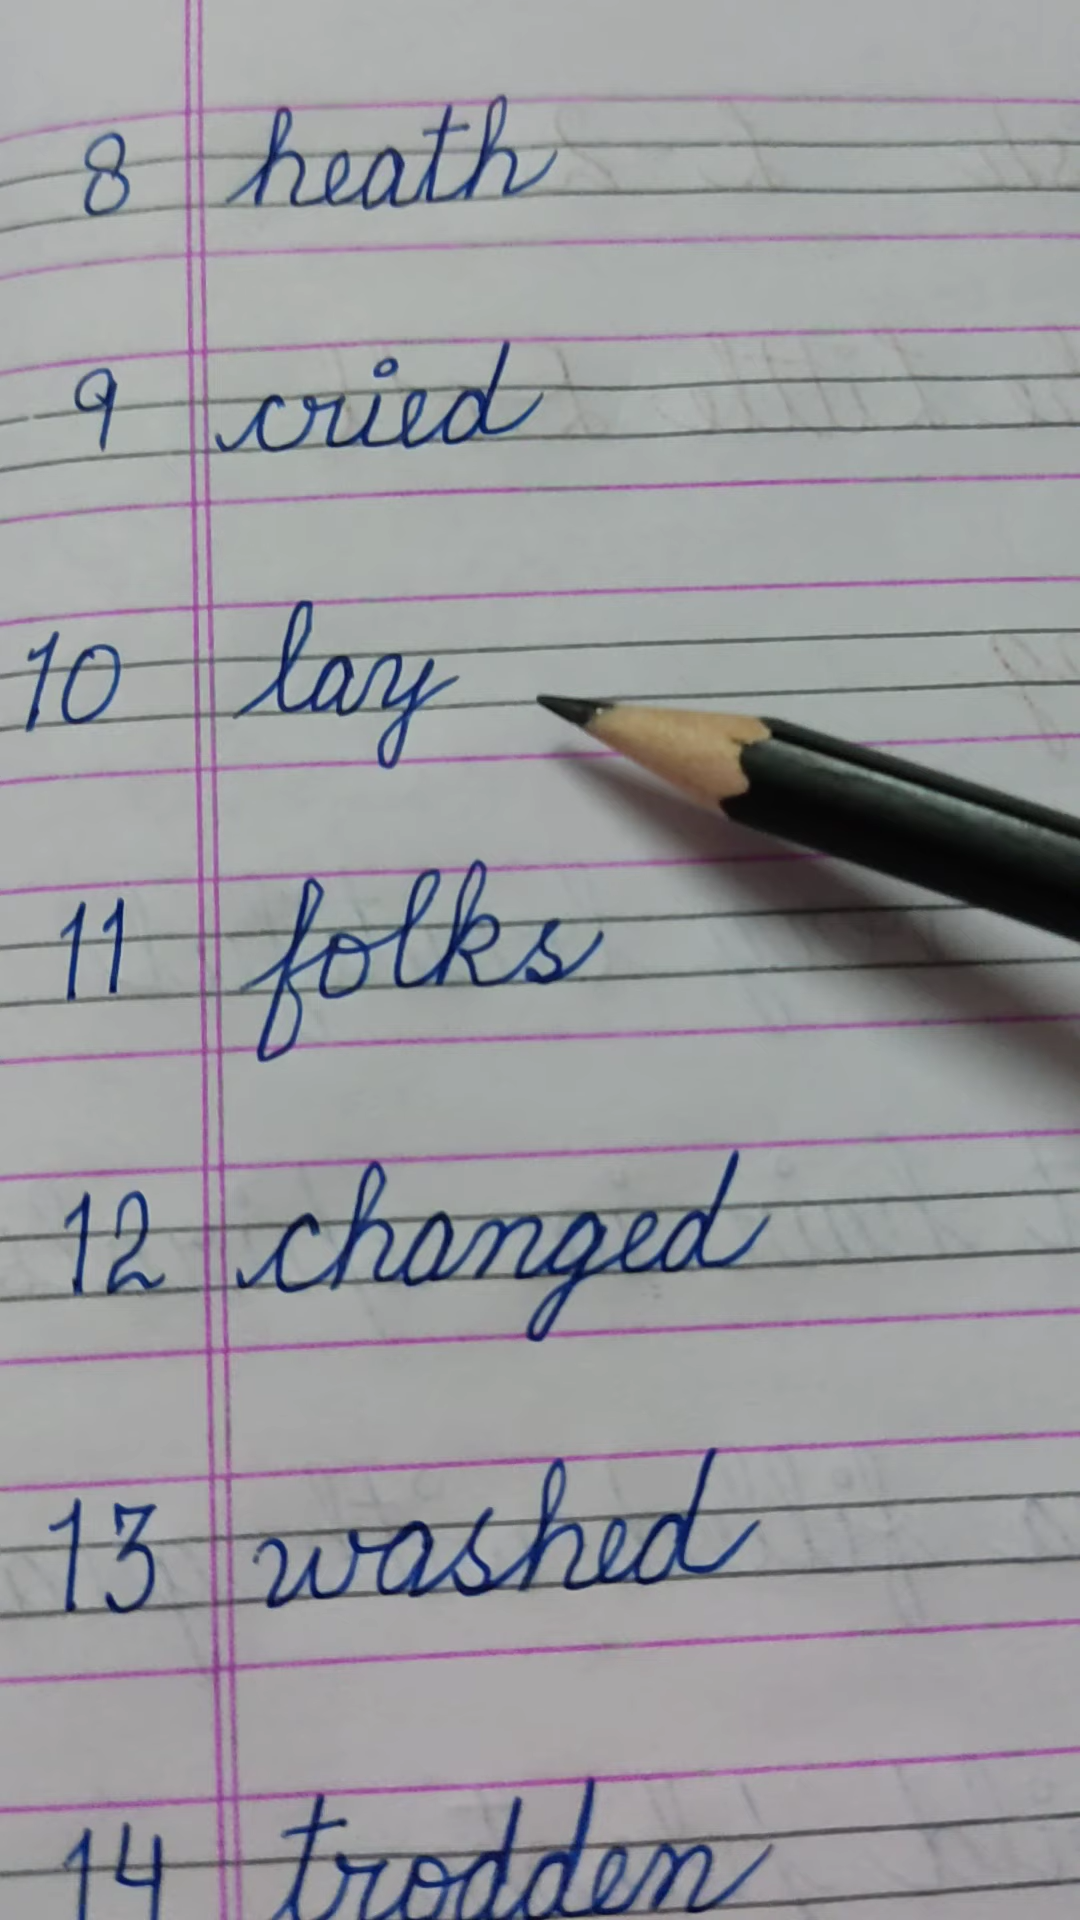 8 heath
9 cried
10 lay
11 folks
12 changed
13 washed
14 trodden